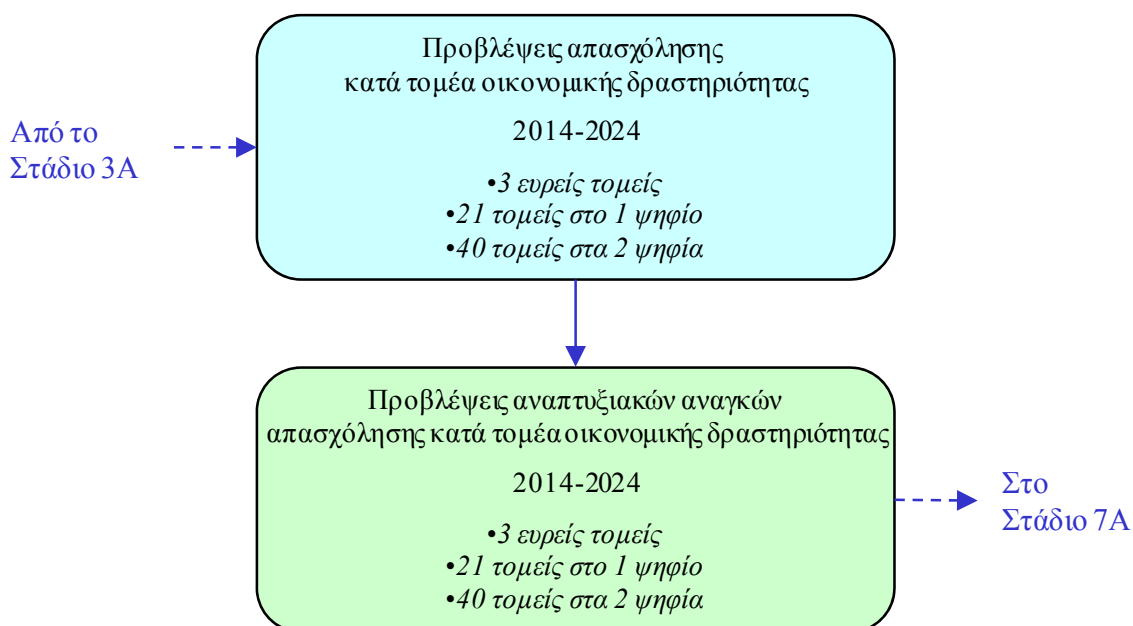 Προβλέψεις απασχόλησης
κατά τομέα οικονομικής δραστηριότητας
2014-2024
•3 ευρείς τομείς
•21 τομείς στο 1 ψηφίο
•40 τομείς στα 2 ψηφία
Από το
Στάδιο 3Α
Προβλέψεις αναπτυξιακών αναγκών
απασχόλησης κατά τομέα οικονομικής δραστηριότητας
2014-2024
•3 ευρείς τομείς
•21 τομείς στο 1 ψηφίο
•40 τομείς στα 2 ψηφία
Στο
Στάδιο 7Α